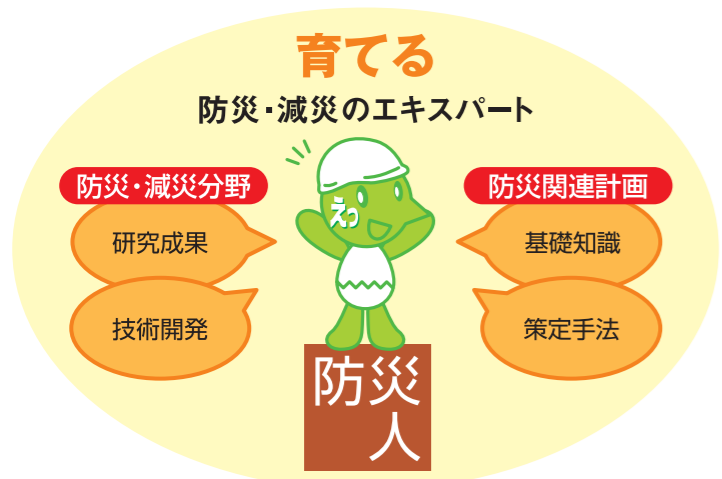 育てる
防災・減災のエキスパート
防災・減災分野
研究成果
技術開発
防災関連計画
基礎知識
策定手法
えっ
防災
人